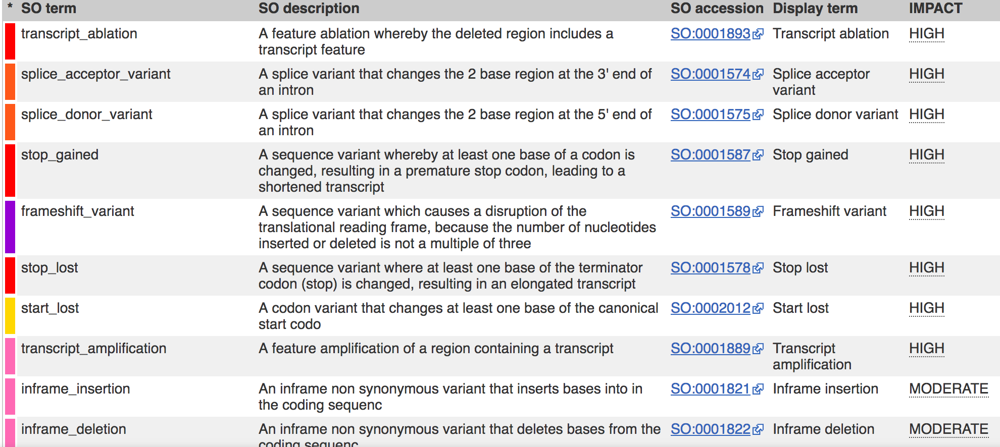 * SO term SO description SO accession Display term IMPACT
transcript_ablation A feature ablation whereby the deleted region includes a SO:0001893 Transcript ablation HIGH
transcript feature
splice_acceptor_variant A splice variant that changes the 2 base region at the 3' end of SO:0001574 Splice acceptor HIGH
an intron variant
splice_donor_variant A splice variant that changes the 2 base region at the 5' end of SO:0001575 Splice donor variant HIGH
an intron
stop_gained A sequence variant whereby at least one base of a codon is SO:0001587 Stop gained HIGH
changed, resulting in a premature stop codon, leading to a
shortened transcript
frameshift_variant A sequence variant which causes a disruption of the SO:0001589 Frameshift variant HIGH
translational reading frame, because the number of nucleotides
inserted or deleted is not a multiple of three
stop_lost A sequence variant where at least one base of the terminator SO:0001578 Stop lost HIGH
codon (stop) is changed, resulting in an elongated transcript
start_lost A codon variant that changes at least one base of the canonical SO:0002012 Start lost HIGH
start codo
transcript_amplification A feature amplification of a region containing a transcript SO:0001889 Transcript HIGH
amplification
inframe_insertion An inframe non synonymous variant that inserts bases into in SO:0001821 Inframe insertion MODERATE
the coding sequenc
inframe_deletion An inframe non synonymous variant that deletes bases from the SO:0001822 Inframe deletion MODERATE
coding sequenc